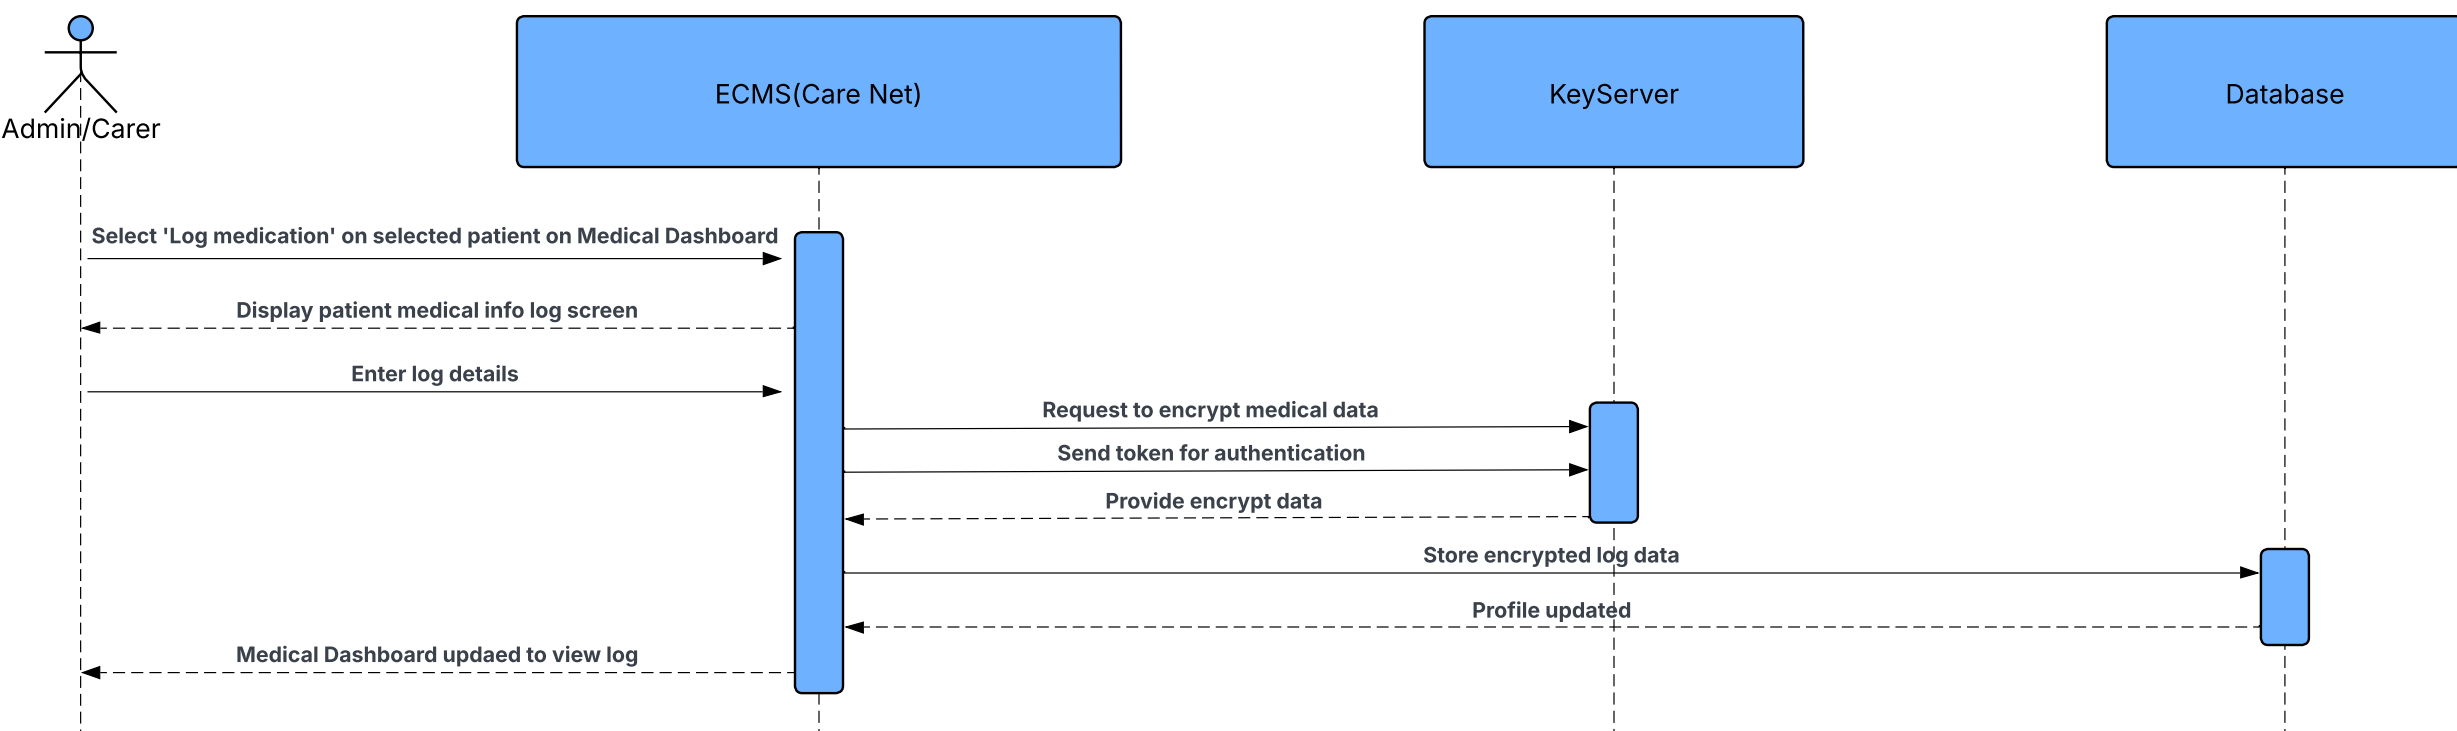 ECMS(Care Net)
KeyServer
Database
Admin/Carer
Select 'Log medication' on selected patient on Medical Dashboard
Display patient medical info log screen
Enter log details
Request to encrypt medical data
Send token for authentication
Provide encrypt data
Store encrypted log data
Profile updated
Medical Dashboard updaed to view log